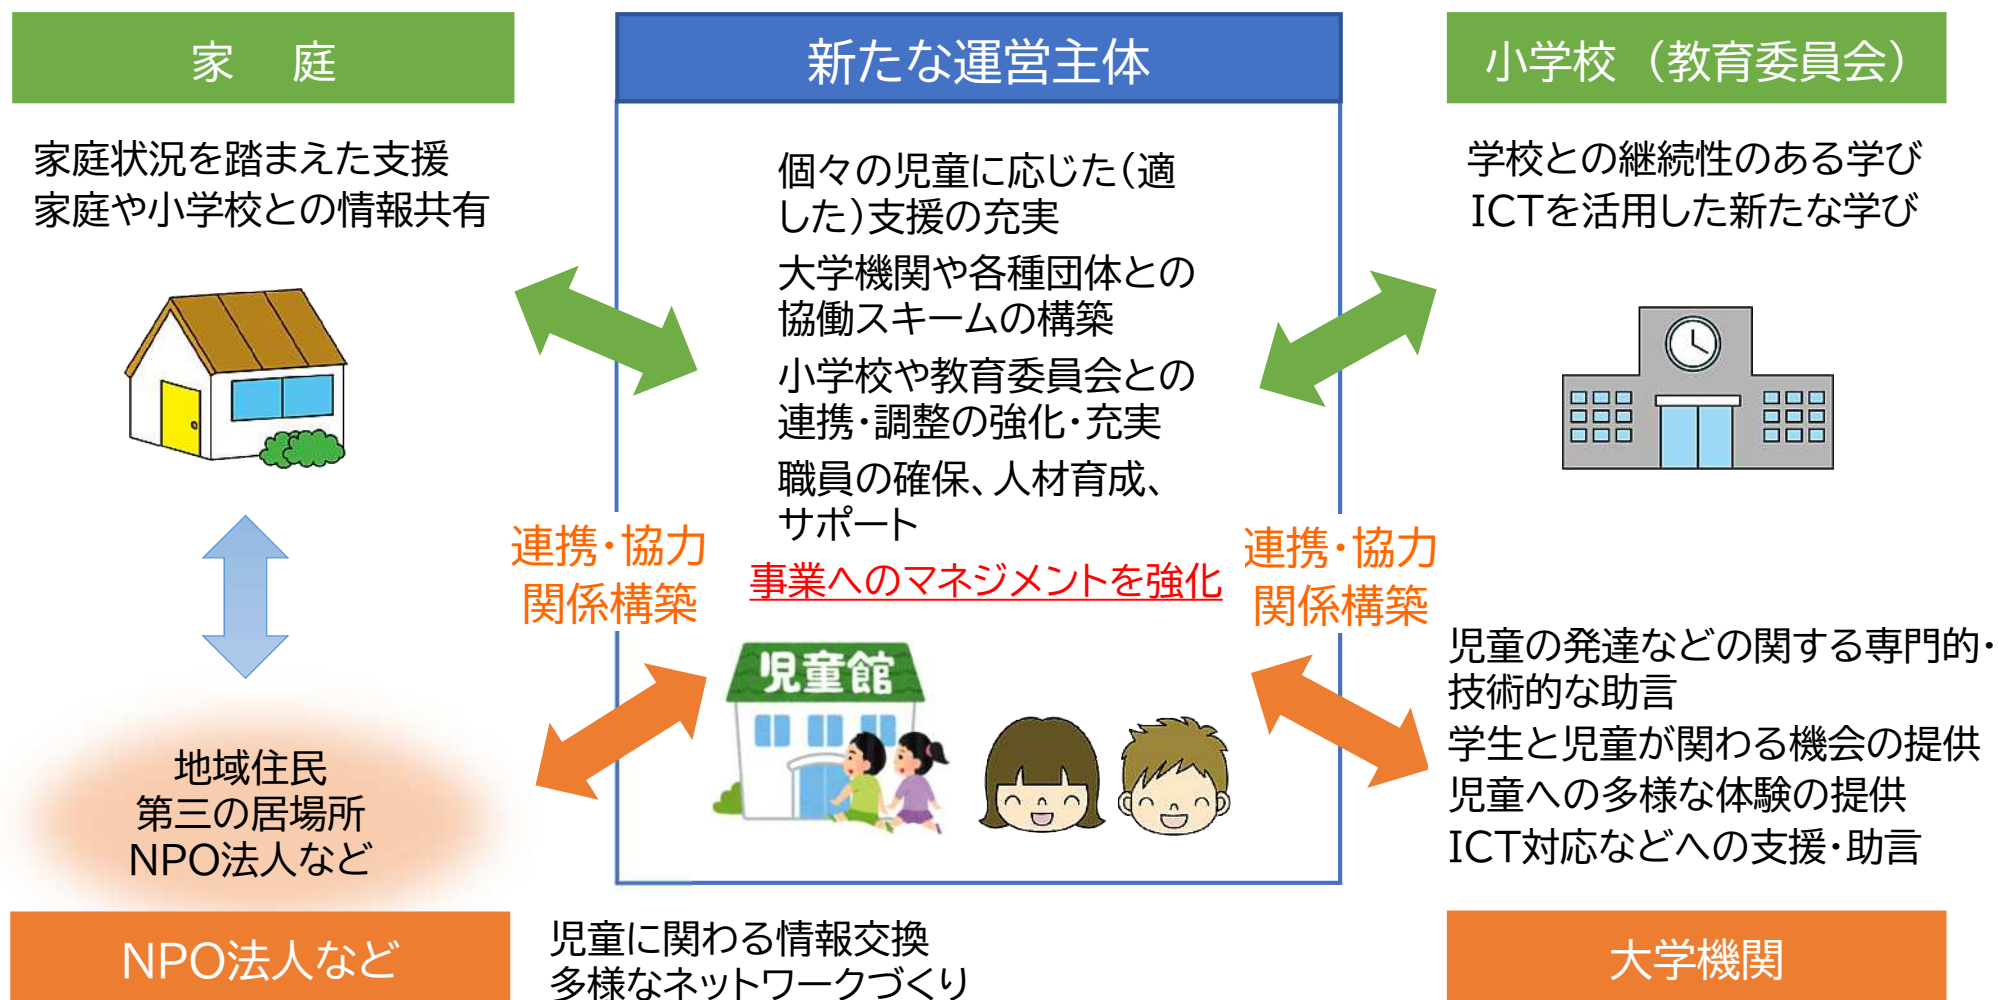 家　庭
家庭状況を踏まえた支援
家庭や小学校との情報共有
新たな運営主体
個々の児童に応じた(適
した)支援の充実
大学機関や各種団体との
協働スキームの構築
小学校や教育委員会との
連携・調整の強化・充実
職員の確保、人材育成、
サポート
事業へのマネジメントを強化
児童館
小学校（教育委員会）
学校との継続性のある学び
ICTを活用した新たな学び
連携・協力
関係構築
連携・協力
関係構築
地域住民
第三の居場所
NPO法人など
NPO法人など
児童に関わる情報交換
多様なネットワークづくり
児童の発達などの関する専門的・
技術的な助言
学生と児童が関わる機会の提供
児童への多様な体験の提供
ICT対応などへの支援・助言
大学機関